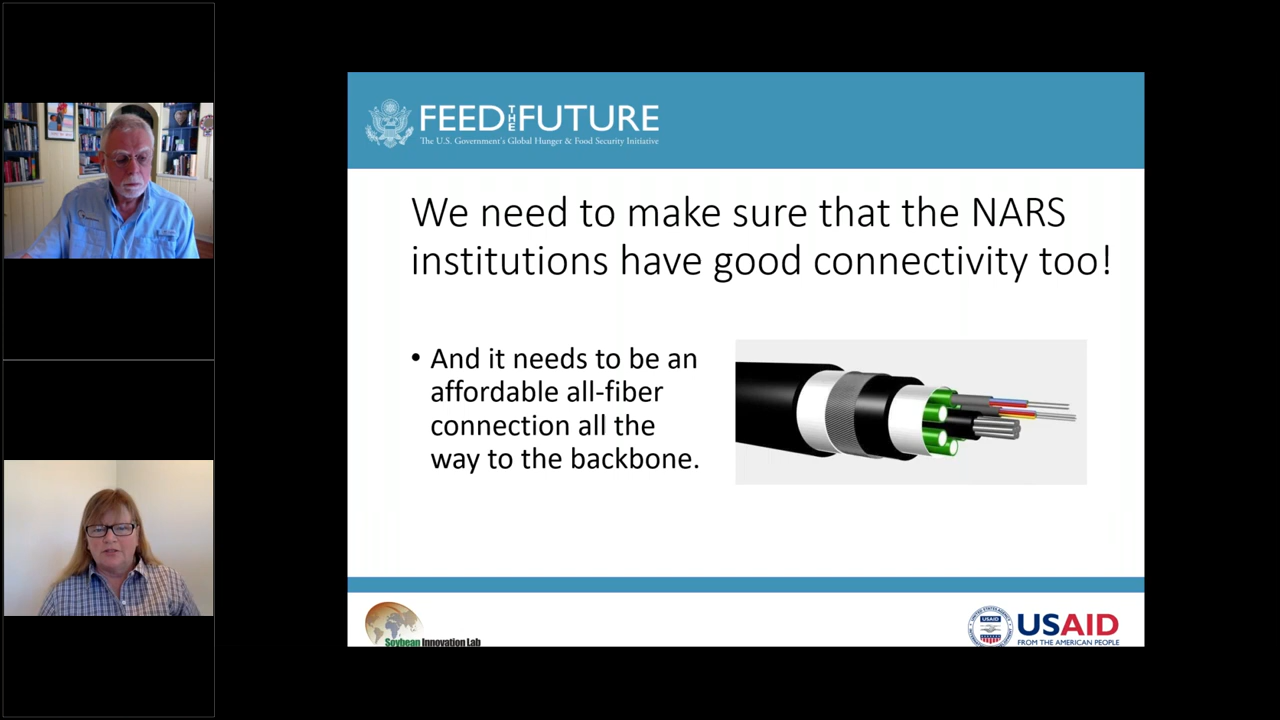 FEED THE FUTURE
The U.S. Government's Global Hunger & Food Security Initiative
We need to make sure that the NARS
institutions have good connectivity too!
• And it needs to be an
affordable all-fiber
connection all the
way to the backbone.
Soybean Innovation Lab
USAID
USAID
FROM THE AMERICAN PEOPLE